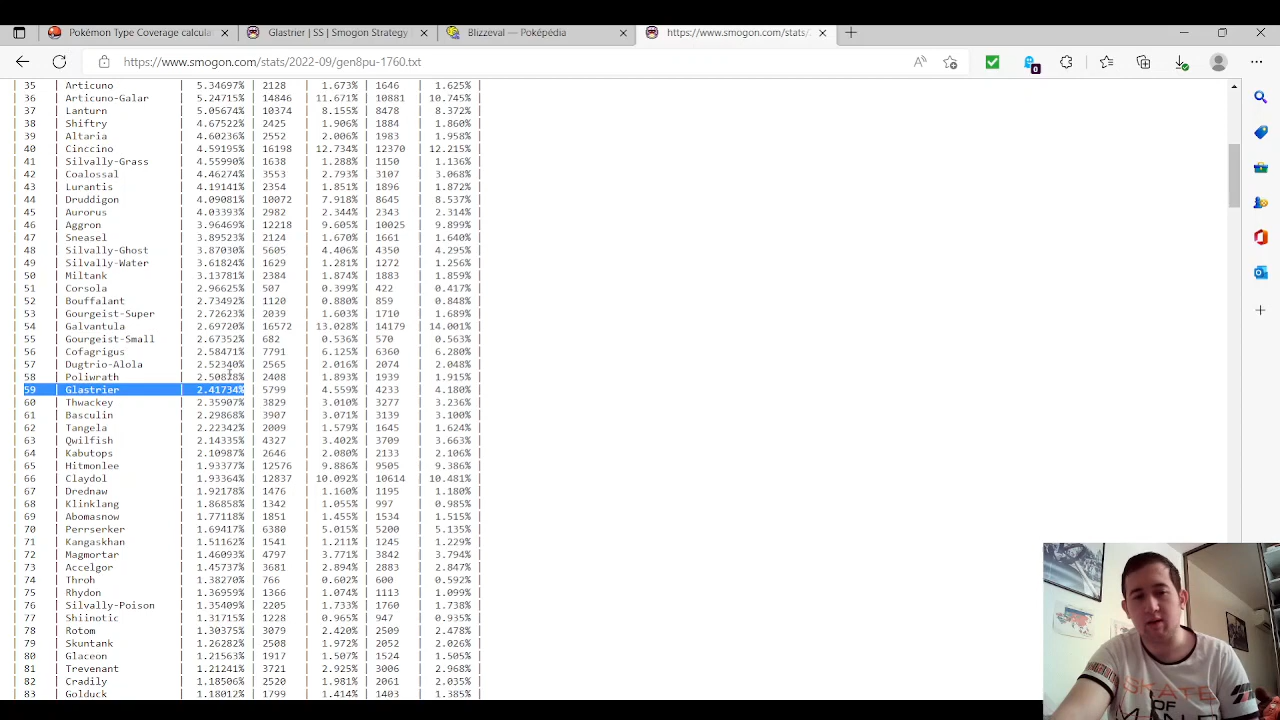 Pokémon Type Coverage calcula
Glastrier | SS | Smogon Strategy
Blizzeval — Poképédia
https://www.smogon.com/stats/
https://www.smogon.com/stats/2022-09/gen8pu-1760.txt
| 35 | Articuno | 5.34697% | 2128 | 1.673% | 1646 | 1.625% |
| 36 | Articuno-Galar | 5.24715% | 14846 | 11.671% | 10881 | 10.745% |
| 37 | Lanturn | 5.05674% | 10374 | 8.155% | 8478 | 8.372% |
| 38 | Shiftry | 4.67522% | 2425 | 1.906% | 1884 | 1.860% |
| 39 | Altaria | 4.60236% | 2552 | 2.006% | 1983 | 1.958% |
| 40 | Cinccino | 4.59195% | 16198 | 12.734% | 12370 | 12.215% |
| 41 | Silvally-Grass | 4.55990% | 1638 | 1.288% | 1150 | 1.136% |
| 42 | Coalossal | 4.46274% | 3553 | 2.793% | 3107 | 3.068% |
| 43 | Lurantis | 4.19141% | 2354 | 1.851% | 1896 | 1.872% |
| 44 | Druddigon | 4.09081% | 10072 | 7.918% | 8645 | 8.537% |
| 45 | Aurorus | 4.03393% | 2982 | 2.344% | 2343 | 2.314% |
| 46 | Aggron | 3.96469% | 12218 | 9.605% | 10025 | 9.899% |
| 47 | Sneasel | 3.89523% | 2124 | 1.670% | 1661 | 1.640% |
| 48 | Silvally-Ghost | 3.87030% | 5605 | 4.406% | 4350 | 4.295% |
| 49 | Silvally-Water | 3.61824% | 1629 | 1.281% | 1272 | 1.256% |
| 50 | Miltank | 3.13781% | 2384 | 1.874% | 1883 | 1.859% |
| 51 | Corsola | 2.96625% | 507 | 0.399% | 422 | 0.417% |
| 52 | Bouffalant | 2.73492% | 1120 | 0.880% | 859 | 0.848% |
| 53 | Gourgeist-Super | 2.72623% | 2039 | 1.603% | 1710 | 1.689% |
| 54 | Galvantula | 2.69720% | 16572 | 13.028% | 14179 | 14.001% |
| 55 | Gourgeist-Small | 2.67352% | 682 | 0.536% | 570 | 0.563% |
| 56 | Cofagrigus | 2.58471% | 7791 | 6.125% | 6360 | 6.280% |
| 57 | Dugtrio-Alola | 2.52340% | 2565 | 2.016% | 2074 | 2.048% |
| 58 | Poliwrath | 2408 | 1.893% | 1939 | 1.915% |
| 59 | Glastrier | 2.41734% | 5799 | 4.559% | 4233 | 4.180% |
| 60 | Thwackey | 2.35907% | 3829 | 3.010% | 3277 | 3.236% |
| 61 | Basculin | 2.29868% | 3907 | 3.071% | 3139 | 3.100% |
| 62 | Tangela | 2.22342% | 2009 | 1.579% | 1645 | 1.624% |
| 63 | Qwilfish | 2.14335% | 4327 | 3.402% | 3709 | 3.663% |
| 64 | Kabutops | 2.10987% | 2646 | 2.080% | 2133 | 2.106% |
| 65 | Hitmonlee | 1.93377% | 12576 | 9.886% | 9505 | 9.386% |
| 66 | Claydol | 1.93364% | 12837 | 10.092% | 10614 | 10.481% |
| 67 | Drednaw | 1.92178% | 1476 | 1.160% | 1195 | 1.180% |
| 68 | Klinklang | 1.86858% | 1342 | 1.055% | 997 | 0.985% |
| 69 | Abomasnow | 1.77118% | 1851 | 1.455% | 1534 | 1.515% |
| 70 | Perrserker | 1.69417% | 6380 | 5.015% | 5200 | 5.135% |
| 71 | Kangaskhan | 1.51162% | 1541 | 1.211% | 1245 | 1.229% |
| 72 | Magmortar | 1.46093% | 4797 | 3.771% | 3842 | 3.794% |
| 73 | Accelgor | 1.45737% | 3681 | 2.894% | 2883 | 2.847% |
| 74 | Throh | 1.38270% | 766 | 0.602% | 600 | 0.592% |
| 75 | Rhydon | 1.36959% | 1366 | 1.074% | 1113 | 1.099% |
| 76 | Silvally-Poison | 1.35409% | 2205 | 1.733% | 1760 | 1.738% |
| 77 | Shiinotic | 1.31715% | 1228 | 0.965% | 947 | 0.935% |
| 78 | Rotom | 1.30375% | 3079 | 2.420% | 2509 | 2.478% |
| 79 | Skuntank | 1.26282% | 2508 | 1.972% | 2052 | 2.026% |
| 80 | Glaceon | 1.21563% | 1917 | 1.507% | 1524 | 1.505% |
| 81 | Trevenant | 1.21241% | 3721 | 2.925% | 3006 | 2.968% |
| 82 | Cradily | 1.18506% | 2520 | 1.981% | 2061 | 2.035% |
| 83 | Golduck | 1.18012% | 1799 | 1.414% | 1403 | 1.385% |
SKATE
OF